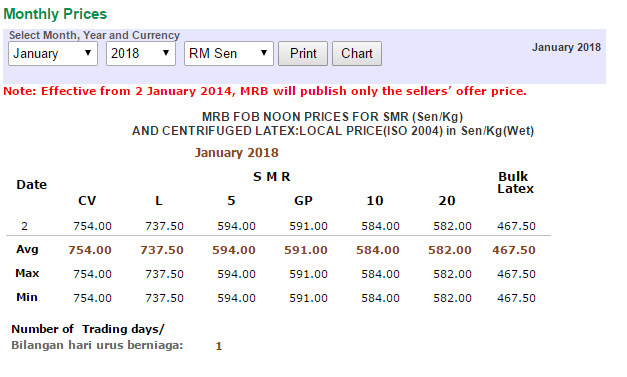 Monthly Prices
Select Month, Year and Currency
January 2018 RM Sen Print Chart January 2018
Note: Effective from 2 January 2014, MRB will publish only the sellers’ offer price.
MRB FOB NOON PRICES FOR SMR (Sen/Kg)
AND CENTRIFUGED LATEX:LOCAL PRICE(ISO 2004) in Sen/Kg(Wet)
January 2018
Date S M R Bulk Latex
CV L 5 GP 10 20
2 754.00 737.50 594.00 591.00 584.00 582.00 467.50
Avg 754.00 737.50 594.00 591.00 584.00 582.00 467.50
Max 754.00 737.50 594.00 591.00 584.00 582.00 467.50
Min 754.00 737.50 594.00 591.00 584.00 582.00 467.50
Number of Trading days/
Bilangan hari urus berniaga: 1